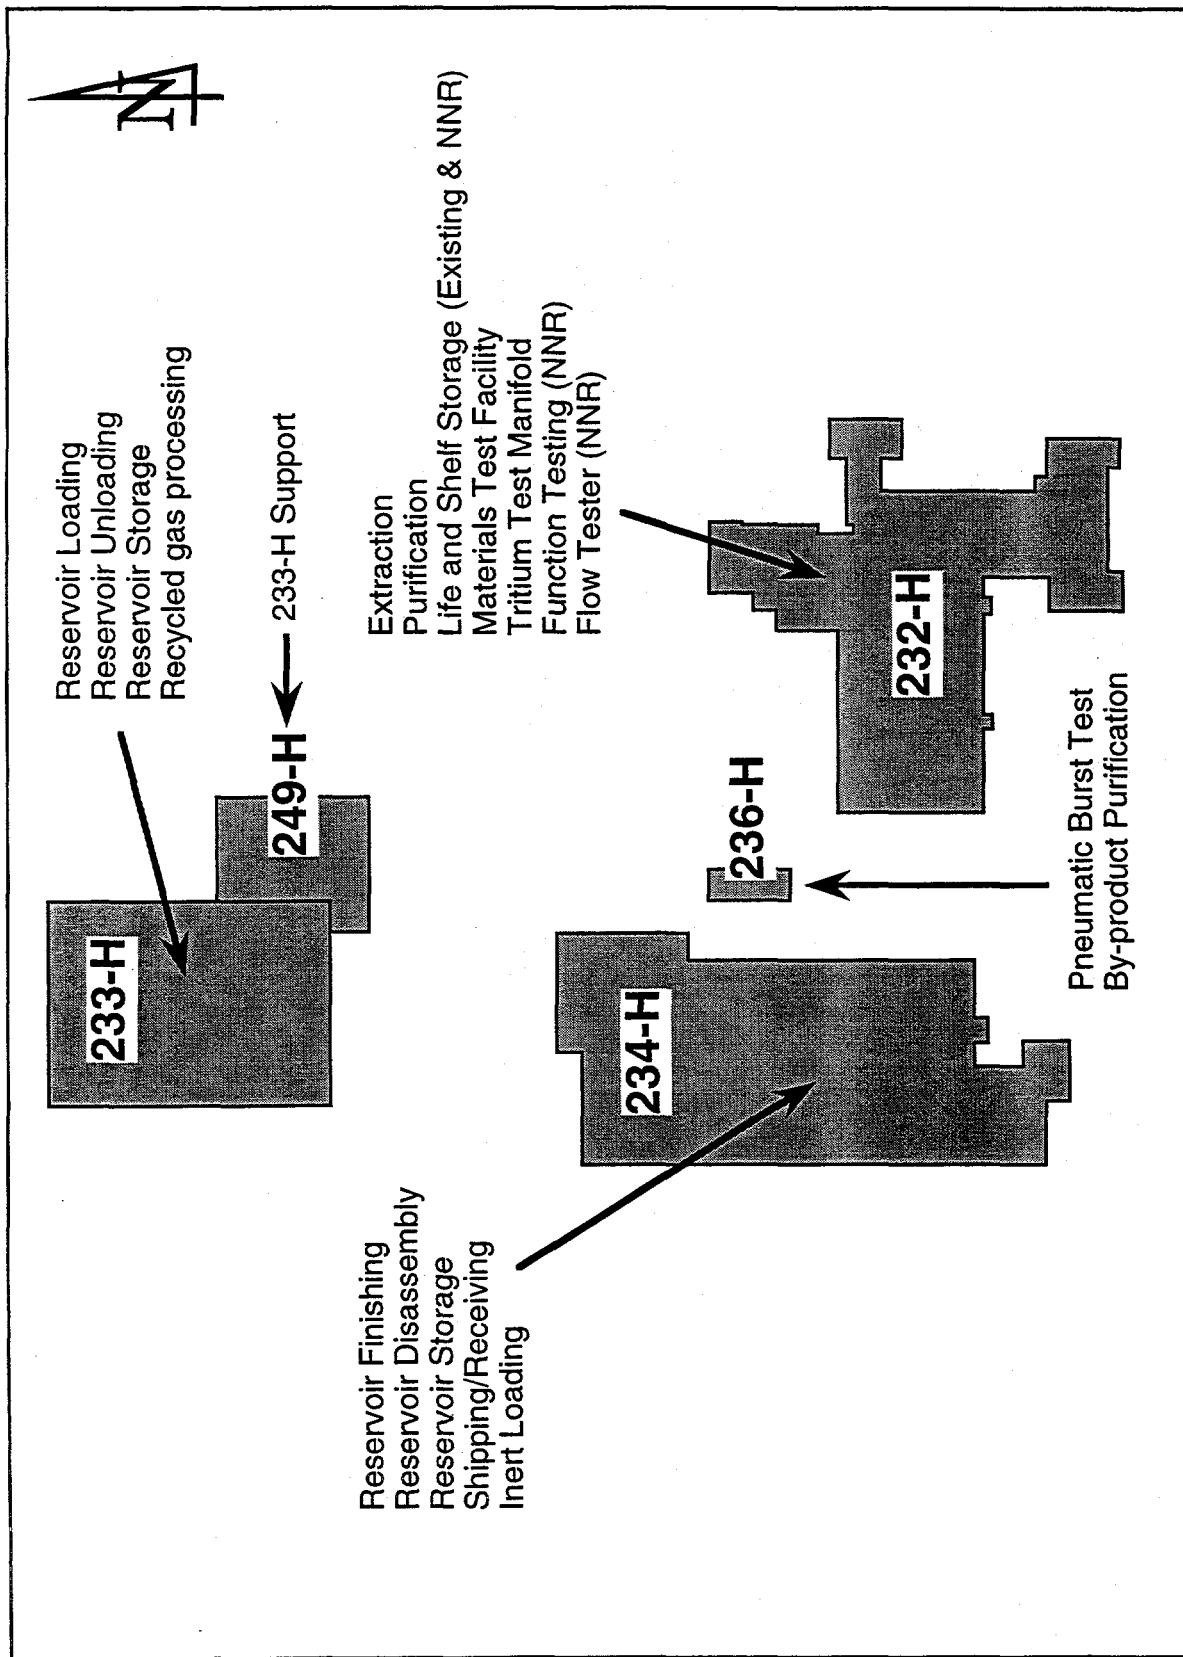 N
Reservoir Loading
Reservoir Unloading
Reservoir Storage
Recycled gas processing
233-H
249-H
233-H Support
Extraction
Purification
Life and Shelf Storage (Existing & NNR)
Materials Test Facility
Tritium Test Manifold
Function Testing (NNR)
Flow Tester (NNR)
Reservoir Finishing
Reservoir Disassembly
Reservoir Storage
Shipping/Receiving
Inert Loading
234-H
236-H
232-H
Pneumatic Burst Test
By-product Purification